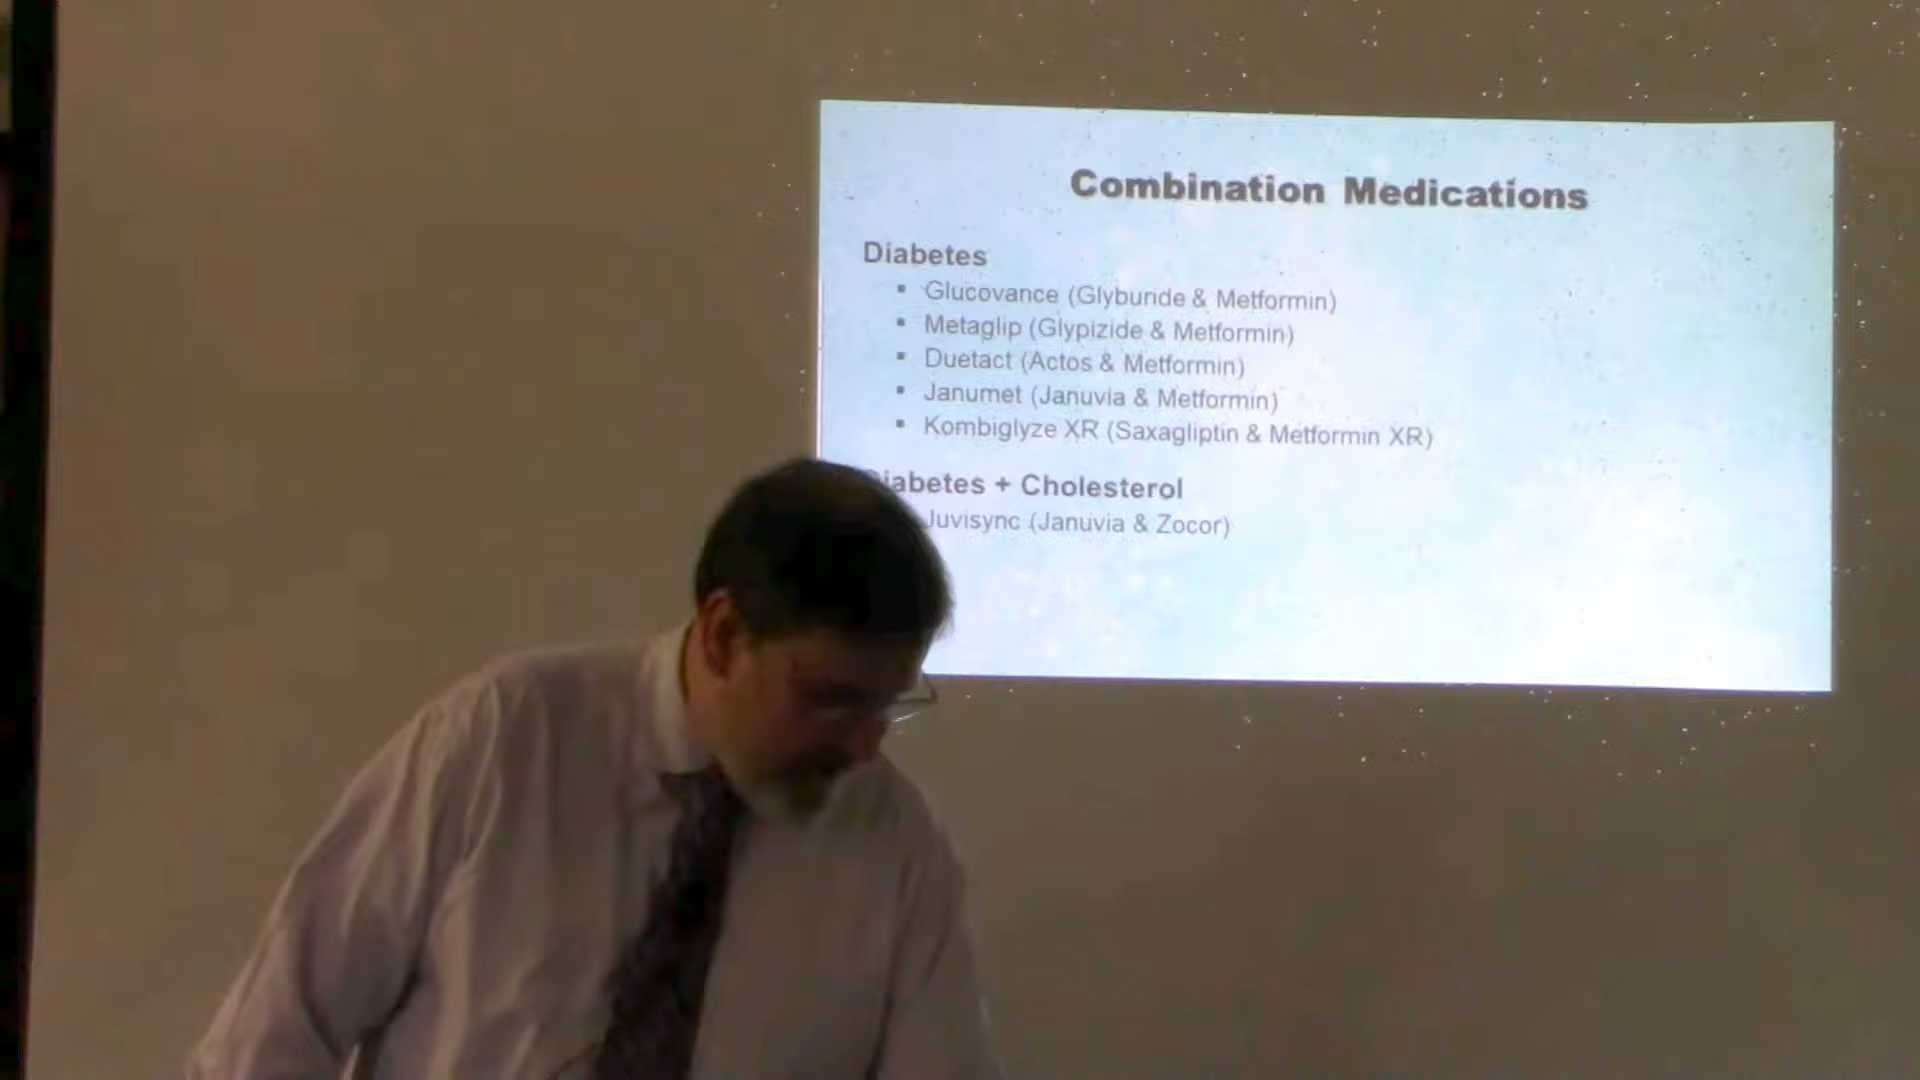 Combination Medications
Diabetes
▪ Glucovance (Glyburide & Metformin)
▪ Metaglip (Glypizide & Metformin)
▪ Duetact (Actos & Metformin)
▪ Janumet (Januvia & Metformin)
▪ Kombiglyze XR (Saxagliptin & Metformin XR)
Diabetes + Cholesterol
Juvisync (Januvia & Zocor)